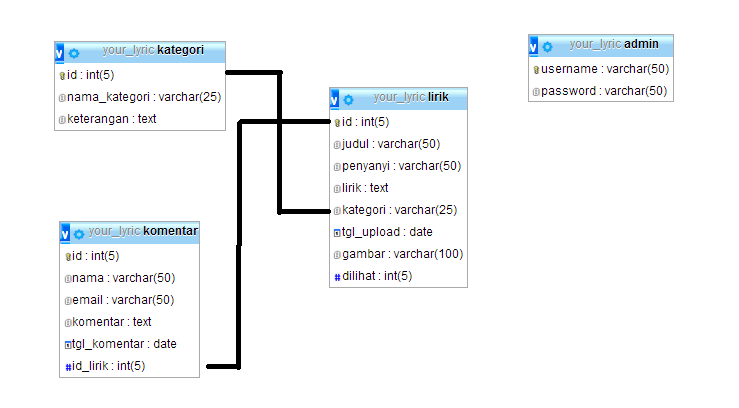 your_lyric kategori
id : int(5)
nama_kategori : varchar(25)
keterangan : text
your_lyric lirik
id : int(5)
judul : varchar(50)
penyanyi : varchar(50)
lirik : text
kategori : varchar(25)
tgl_upload : date
gambar : varchar(100)
# dilihat : int(5)
your_lyric admin
username : varchar(50)
password : varchar(50)
your_lyric komentar
id : int(5)
nama : varchar(50)
email : varchar(50)
komentar : text
tgl_komentar : date
# id_lirik : int(5)